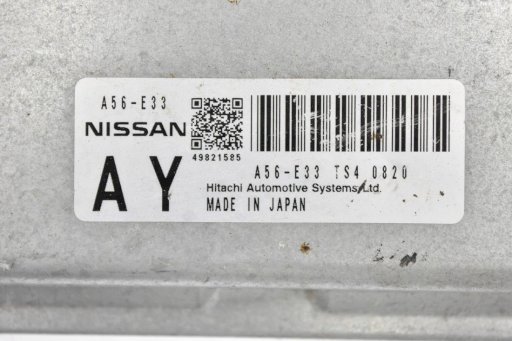 A56-E33
NISSAN
49821585
AY
A56-E33 TS4 0820
Hitachi Automotive Systems,Ltd.
MADE IN JAPAN